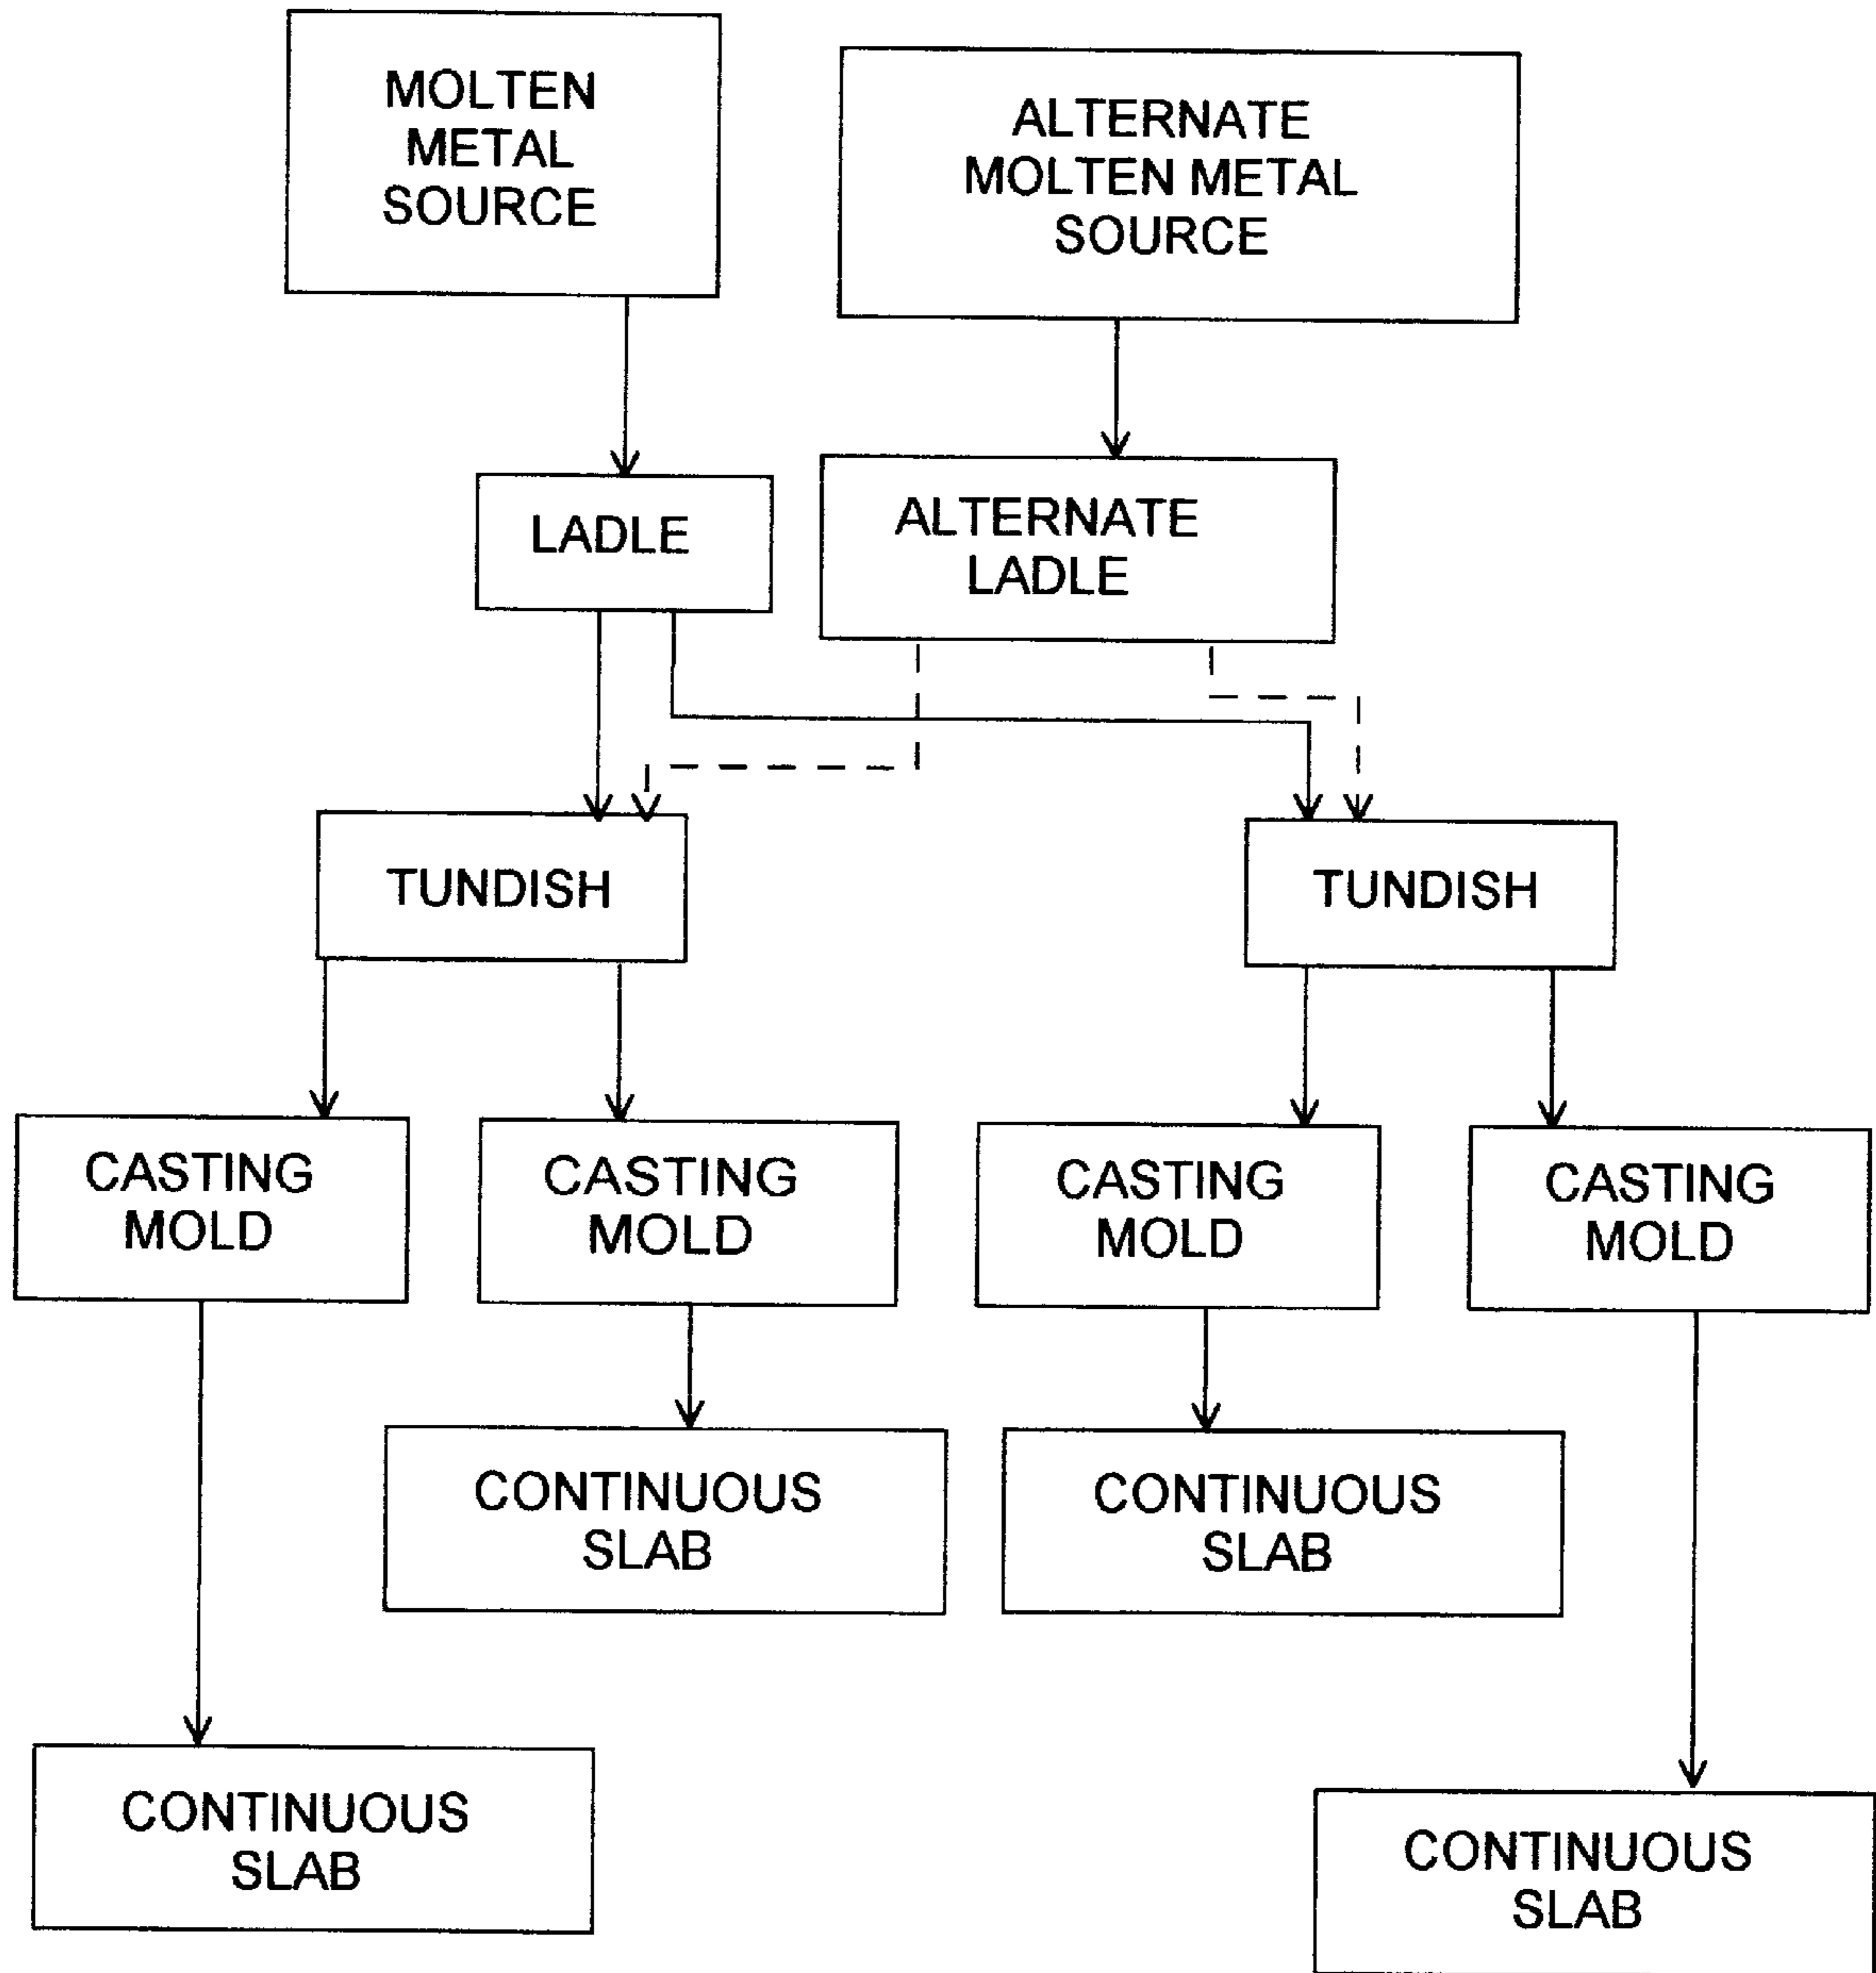 MOLTEN
METAL
SOURCE
ALTERNATE
MOLTEN METAL
SOURCE
LADLE
ALTERNATE
LADLE
TUNDISH
TUNDISH
CASTING
MOLD
CASTING
MOLD
CASTING
MOLD
CASTING
MOLD
CONTINUOUS
SLAB
CONTINUOUS
SLAB
CONTINUOUS
SLAB
CONTINUOUS
SLAB